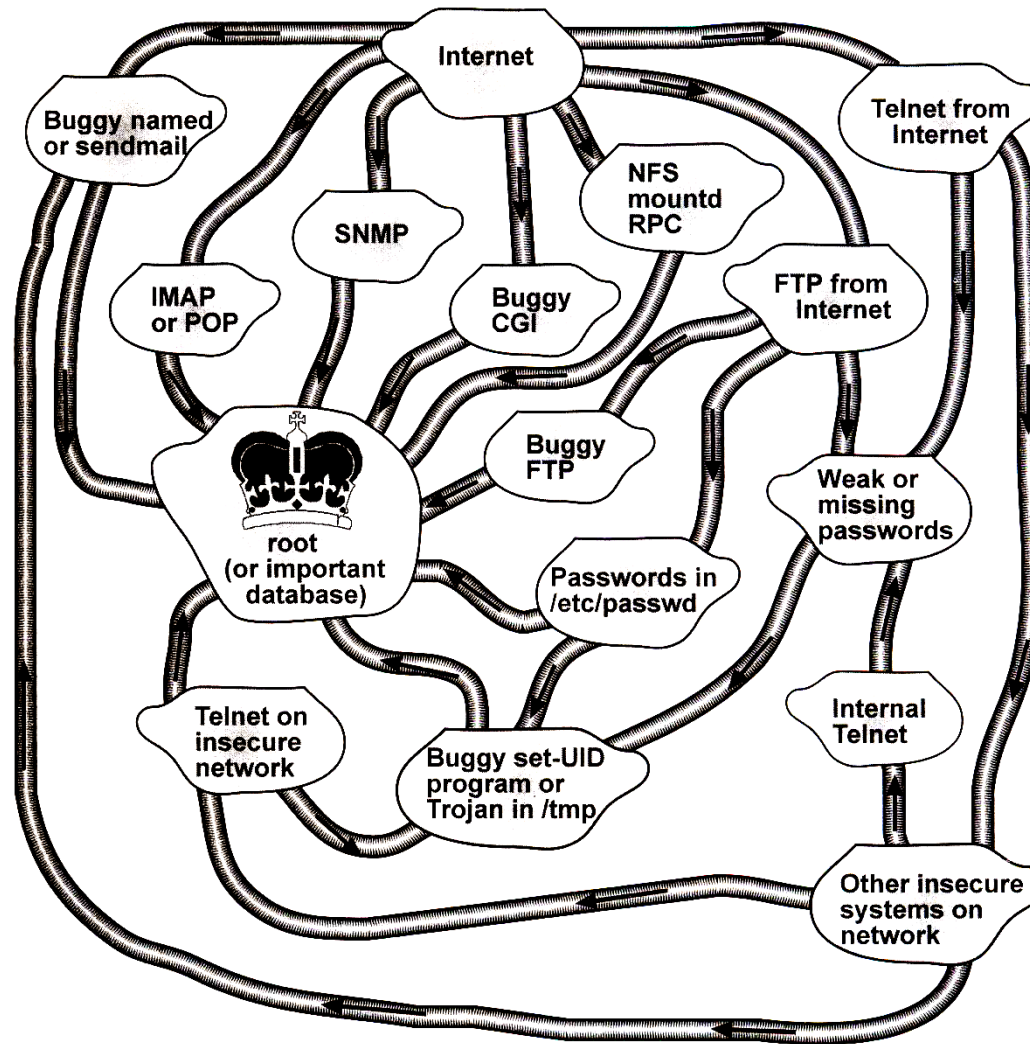 Internet
Buggy named
or sendmail
Telnet from
Internet
NFS
mountd
RPC
SNMP
IMAP
or POP
Buggy
CGI
FTP from
Internet
Buggy
FTP
Weak or
missing
passwords
root
(or important
database)
Passwords in
/etc/passwd
Telnet on
insecure
network
Internal
Telnet
Buggy set-UID
program or
Trojan in /tmp
Other insecure
systems on
network